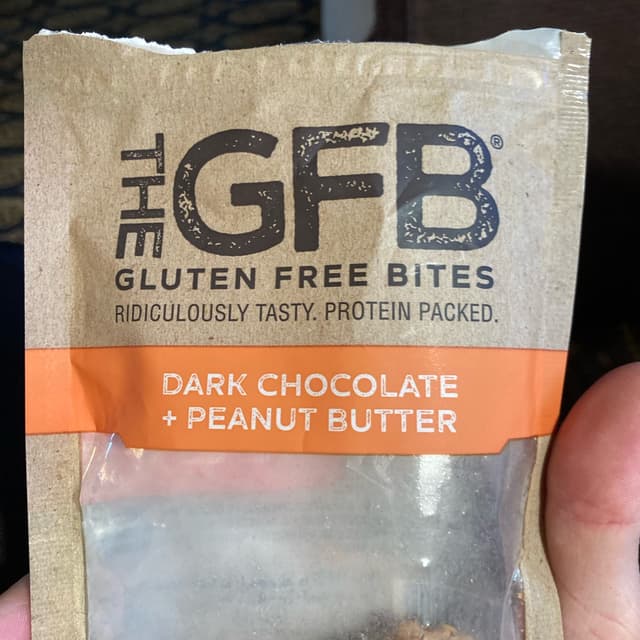 THE GFB®
GLUTEN FREE BITES
RIDICULOUSLY TASTY. PROTEIN PACKED.
DARK CHOCOLATE
+ PEANUT BUTTER